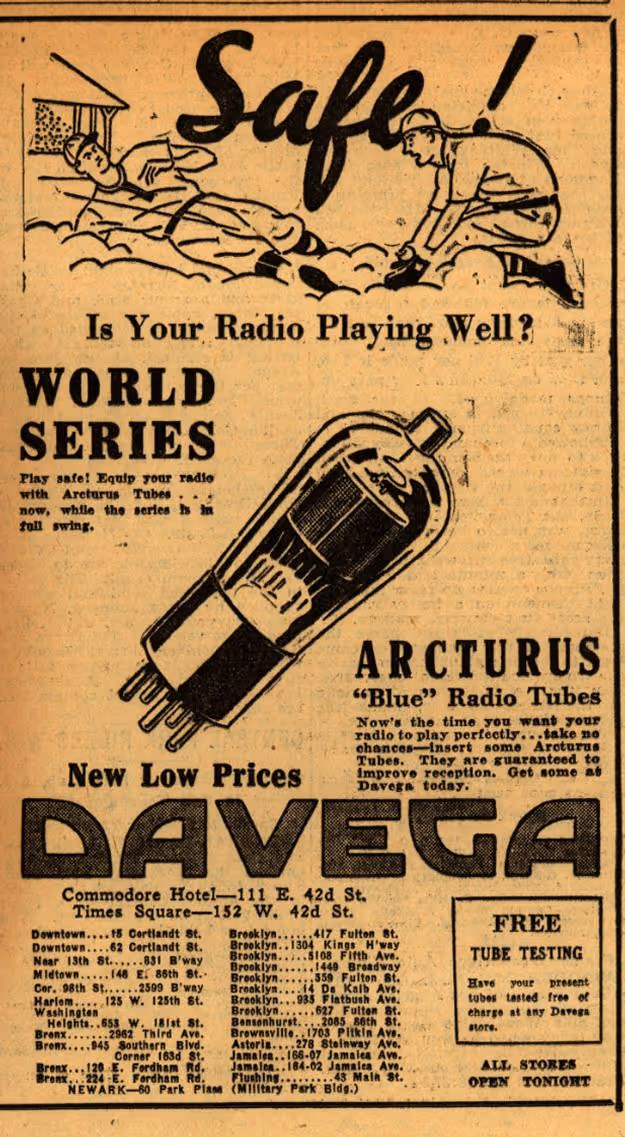 Safe!
Is Your Radio Playing Well?
WORLD
SERIES
Play safe! Equip your radio
with Arcturus Tubes . . .
now, while the series is in
full swing.
ARCTURUS
"Blue" Radio Tubes
Now's the time you want your
radio to play perfectly...take no
chances—insert some Arcturus
Tubes. They are guaranteed to
improve reception. Get some at
Davega today.
New Low Prices
DAVEGA
Commodore Hotel—111 E. 42d St.
Times Square—152 W. 42d St.
Downtown....15 Cortlandt St.
Downtown....62 Cortlandt St.
Near 13th St......831 B'way
Midtown.....148 E. 86th St.
Cor. 98th St......2599 B'way
Harlem....125 W. 125th St.
Washington
Heights..653 W. 181st St.
Bronx.......2962 Third Ave.
Bronx....945 Southern Blvd.
Corner 163d St.
Bronx...120 E. Fordham Rd.
Bronx...224 E. Fordham Rd.
NEWARK—60 Park Place (Military Park Bldg.)
Brooklyn......417 Fulton St.
Brooklyn..1304 Kings H'way
Brooklyn.....5108 Fifth Ave.
Brooklyn......1449 Broadway
Brooklyn......359 Fulton St.
Brooklyn.....14 De Kalb Ave.
Brooklyn...935 Flatbush Ave.
Brooklyn......627 Fulton St.
Bensonhurst....2085 86th St.
Brownsville..1703 Pitkin Ave.
Astoria....278 Steinway Ave.
Jamaica..166-07 Jamaica Ave.
Jamaica..184-02 Jamaica Ave.
Flushing.........43 Main St.
FREE
TUBE TESTING
Have your present
tubes tested free of
charge at any Davega
store.
ALL STORES
OPEN TONIGHT